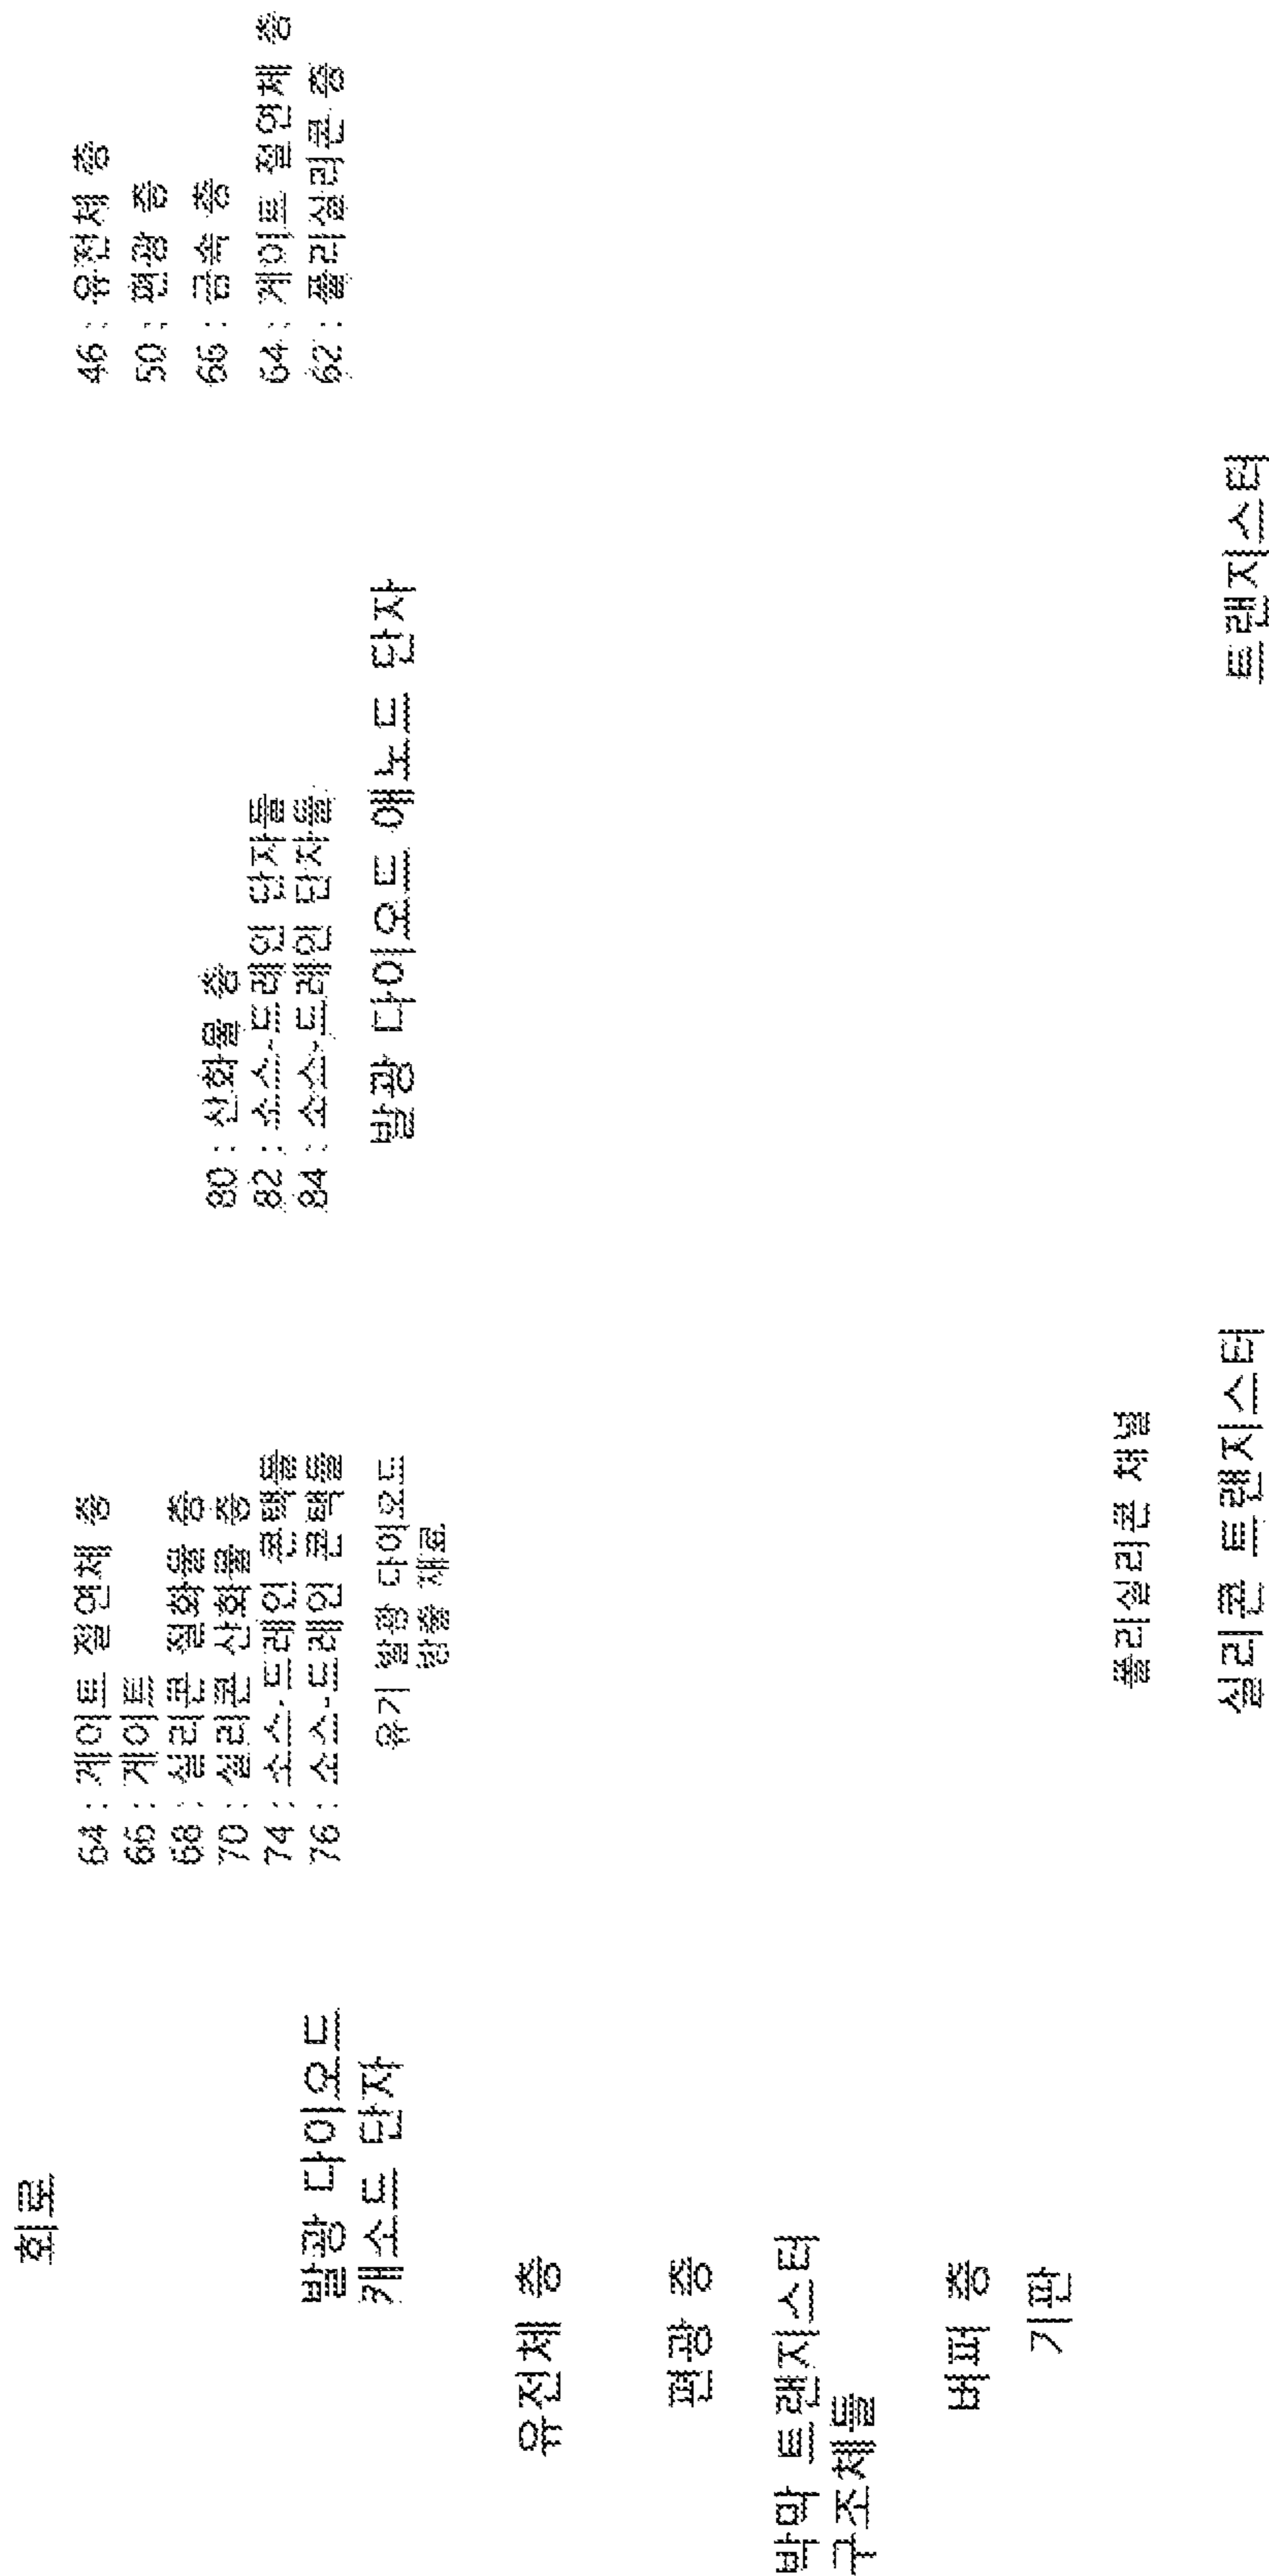 회로
64 : 게이트 절연체 층
66 : 게이트
68 : 실리콘 질화물 층
70 : 실리콘 산화물 층
74 : 소스-드레인 콘택들
76 : 소스-드레인 콘택들
80 : 산화물 층
82 : 소스-드레인 단자들
84 : 소스-드레인 단자들
46 : 유전체 층
50 : 편광 층
66 : 금속 층
64 : 게이트 절연체 층
62 : 폴리실리콘 층
발광 다이오드
캐소드 단자
유기 발광 다이오드
방출 재료
발광 다이오드 애노드 단자
유전체 층
편광 층
박막 트랜지스터
구조체들
버퍼 층
기판
폴리실리콘 채널
실리콘 트랜지스터
트랜지스터